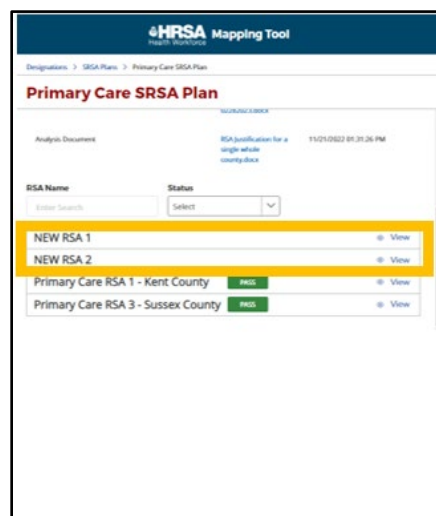 HRSA Mapping Tool
Health Workforce
Designations > SRSA Plans > Primary Care SRSA Plan
Primary Care SRSA Plan
Analysis Document RSA Justification for a 11/21/2022 01:31:26 PM
single whole
county.docx
RSA Name Status
Enter Search Select
NEW RSA 1 View
NEW RSA 2 View
Primary Care RSA 1 - Kent County PASS View
Primary Care RSA 3 - Sussex County PASS View